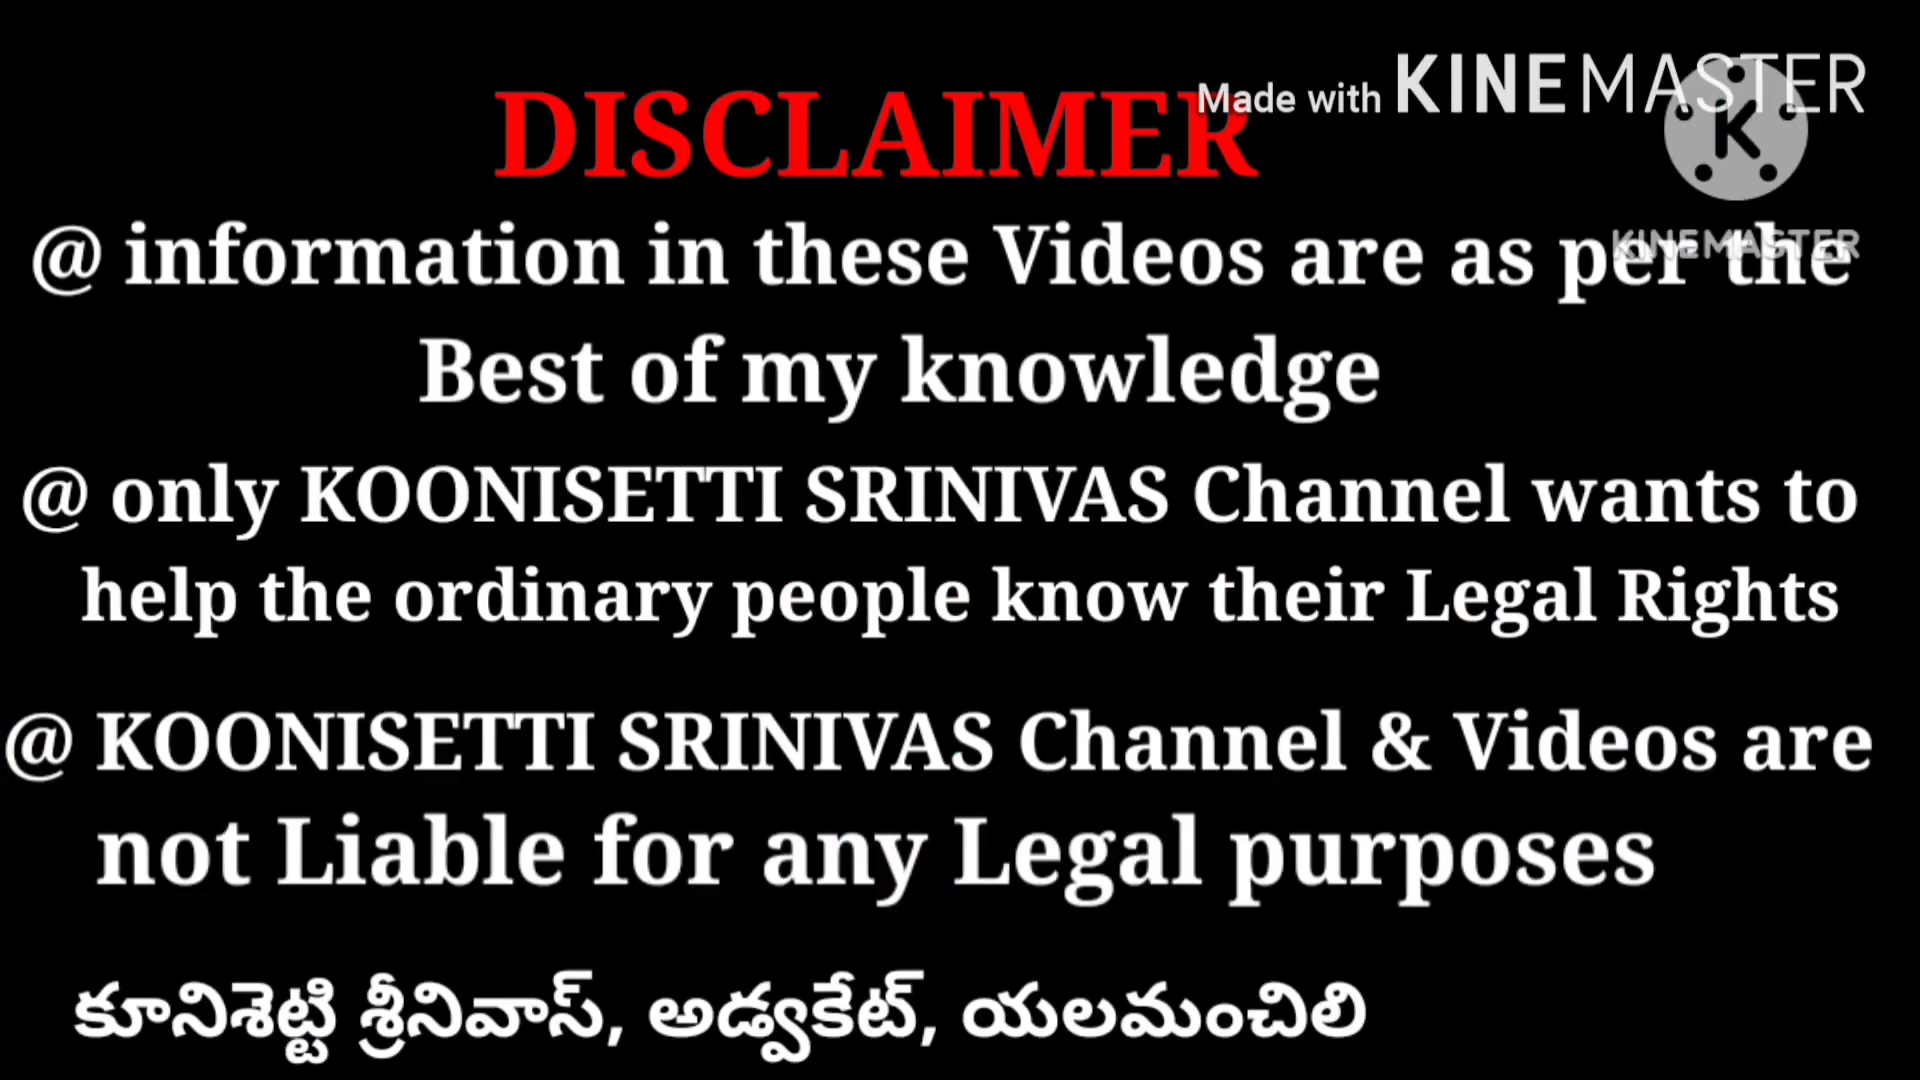 Made with KINEMASTER
DISCLAIMER
K
KINEMASTER
@ information in these Videos are as per the
Best of my knowledge
@ only KOONISETTI SRINIVAS Channel wants to
help the ordinary people know their Legal Rights
@ KOONISETTI SRINIVAS Channel & Videos are
not Liable for any Legal purposes
కూనిశెట్టి శ్రీనివాస్, అడ్వకేట్, యలమంచిలి